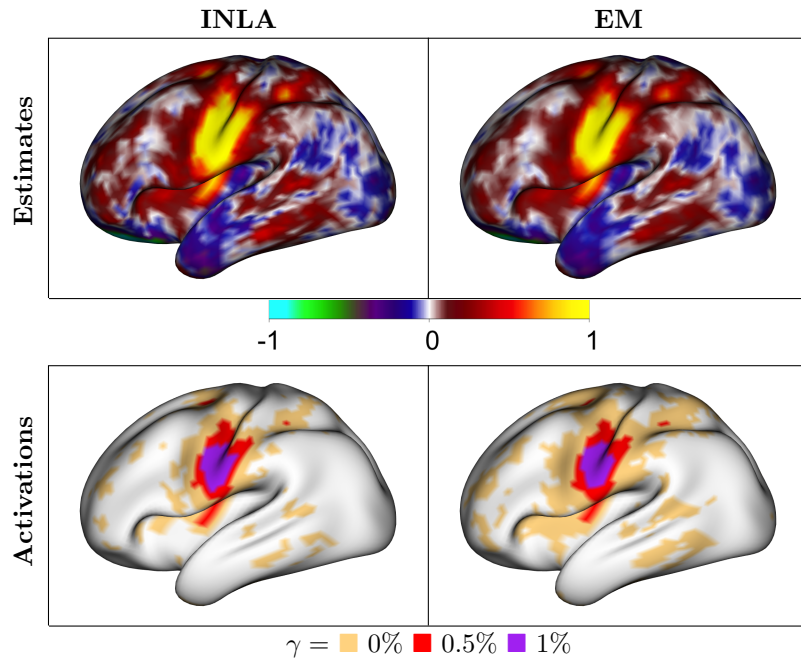 INLA EM
Estimates
-1 0 1
Activations
γ = 0% 0.5% 1%